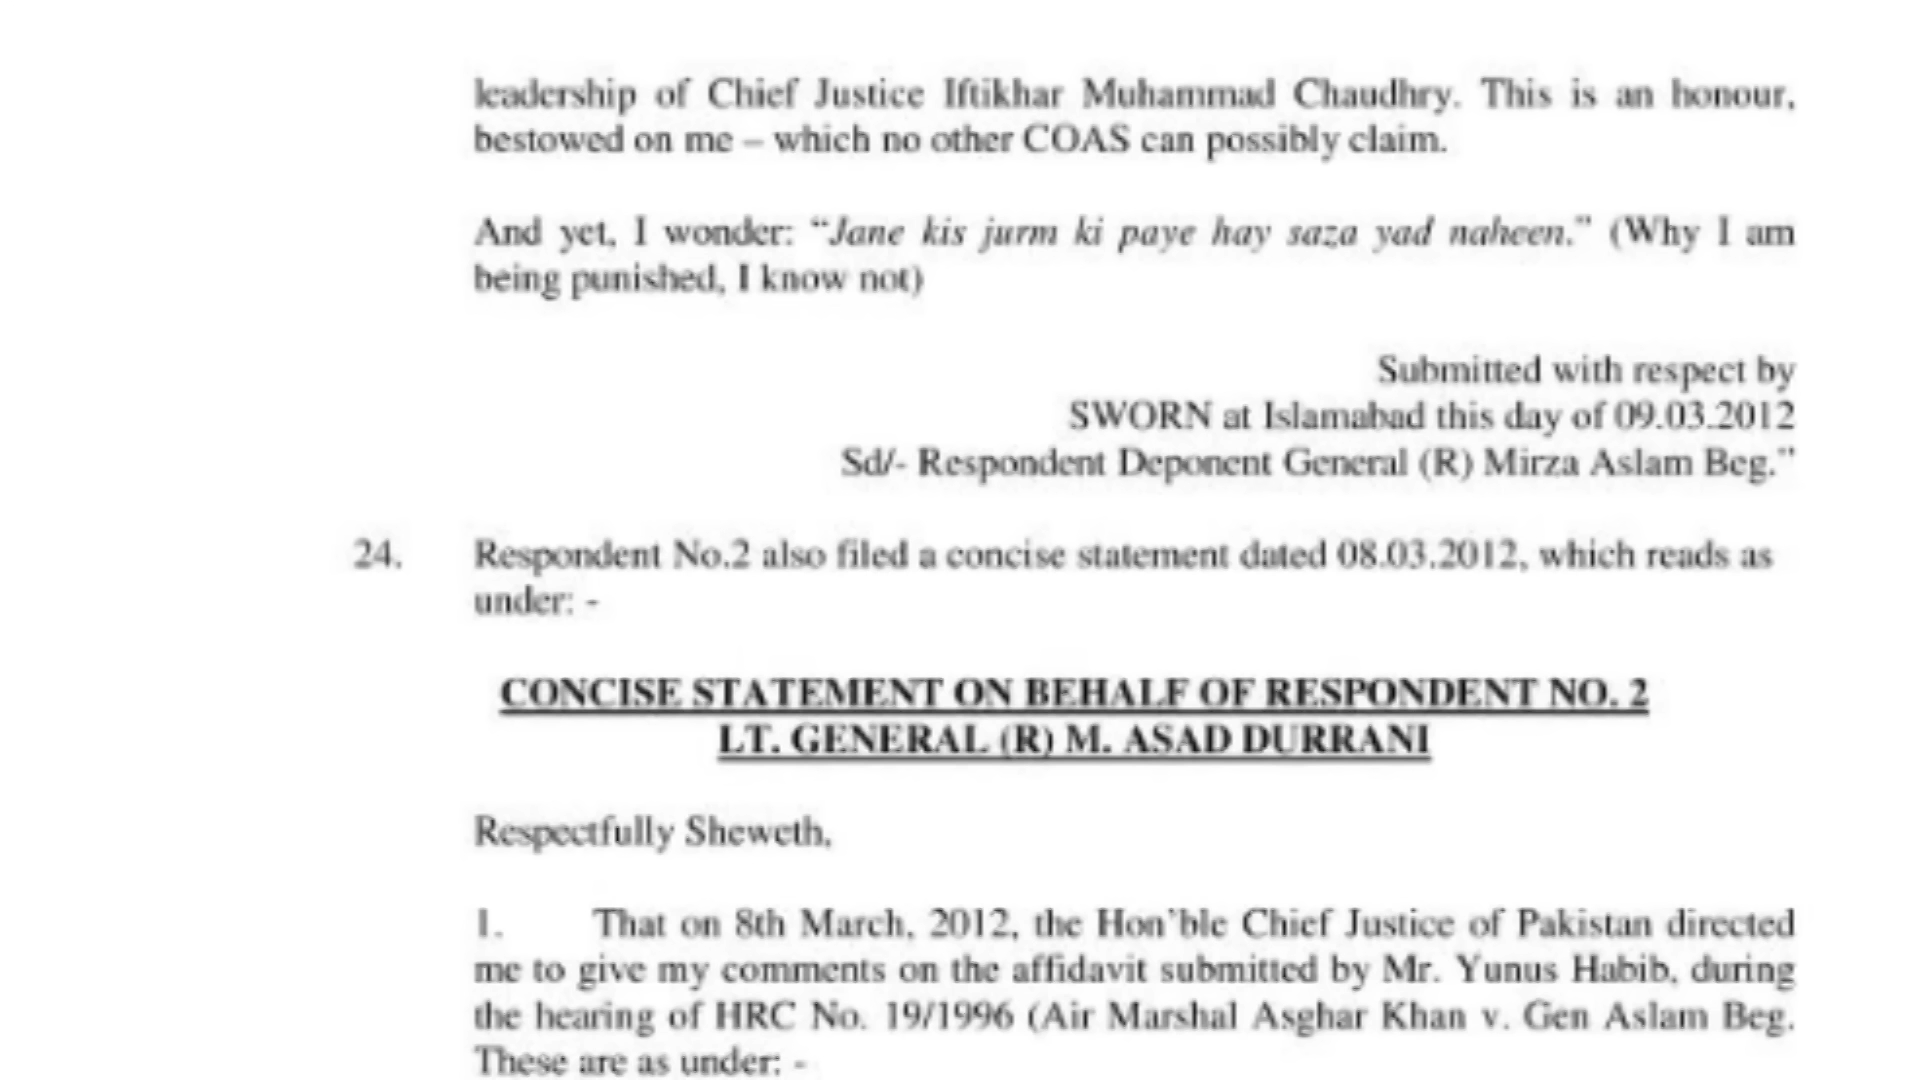 leadership of Chief Justice Iftikhar Muhammad Chaudhry. This is an honour,
bestowed on me – which no other COAS can possibly claim.
And yet, I wonder: “Jane kis jurm ki paye hay saza yad naheen.” (Why I am
being punished, I know not)
Submitted with respect by
SWORN at Islamabad this day of 09.03.2012
Sd/- Respondent Deponent General (R) Mirza Aslam Beg.”
24. Respondent No.2 also filed a concise statement dated 08.03.2012, which reads as
under: -
CONCISE STATEMENT ON BEHALF OF RESPONDENT NO. 2
LT. GENERAL (R) M. ASAD DURRANI
Respectfully Sheweth,
1. That on 8th March, 2012, the Hon’ble Chief Justice of Pakistan directed
me to give my comments on the affidavit submitted by Mr. Yunus Habib, during
the hearing of HRC No. 19/1996 (Air Marshal Asghar Khan v. Gen Aslam Beg.
These are as under: -